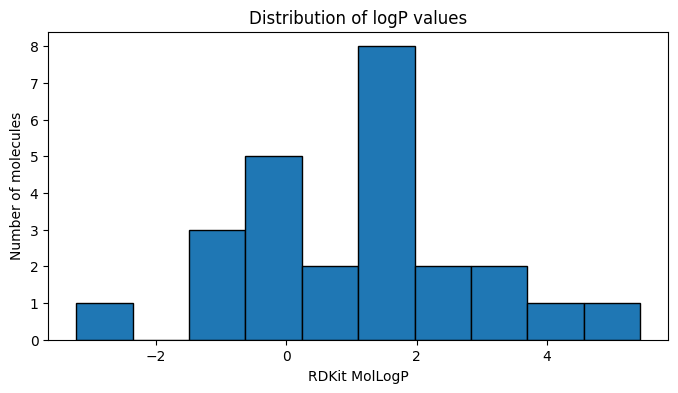 Distribution of logP values
8
7
6
5
4
3
2
1
0
Number of molecules
−2 0 2 4
RDKit MolLogP